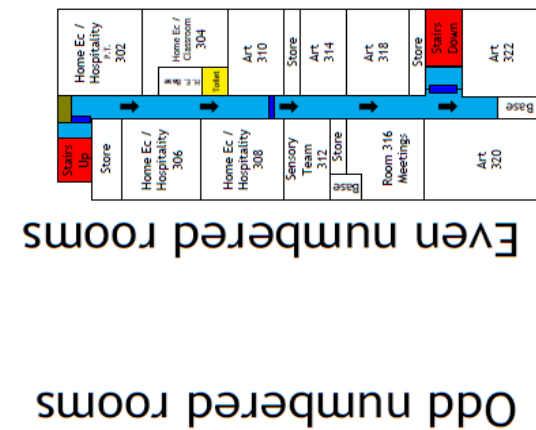 Home Ec /
Hospitality
P.T.
302
Home Ec /
Classroom
304
Art
310
Store
Art
314
Art
318
Store
Stairs
Down
Art
322
Toilet
Base
Stairs
Up
Store
Home Ec /
Hospitality
306
Home Ec /
Hospitality
308
Sensory
Team
312
Store
Base
Room 316
Meetings
Art
320
Even numbered rooms
Odd numbered rooms